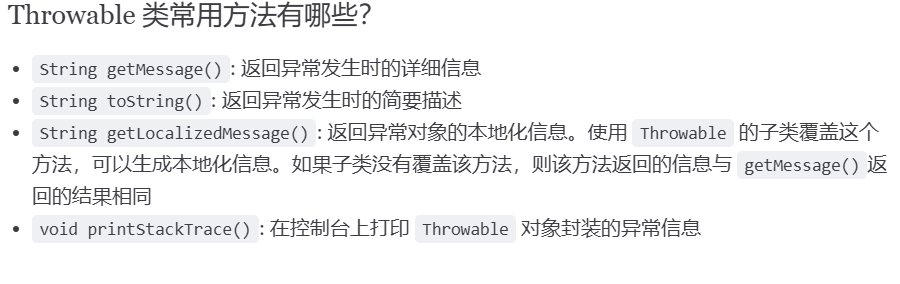 Throwable 类常用方法有哪些?
• String getMessage() : 返回异常发生时的详细信息
• String toString() : 返回异常发生时的简要描述
• String getLocalizedMessage() : 返回异常对象的本地化信息。使用 Throwable 的子类覆盖这个
方法，可以生成本地化信息。如果子类没有覆盖该方法，则该方法返回的信息与 getMessage() 返
回的结果相同
• void printStackTrace() : 在控制台上打印 Throwable 对象封装的异常信息